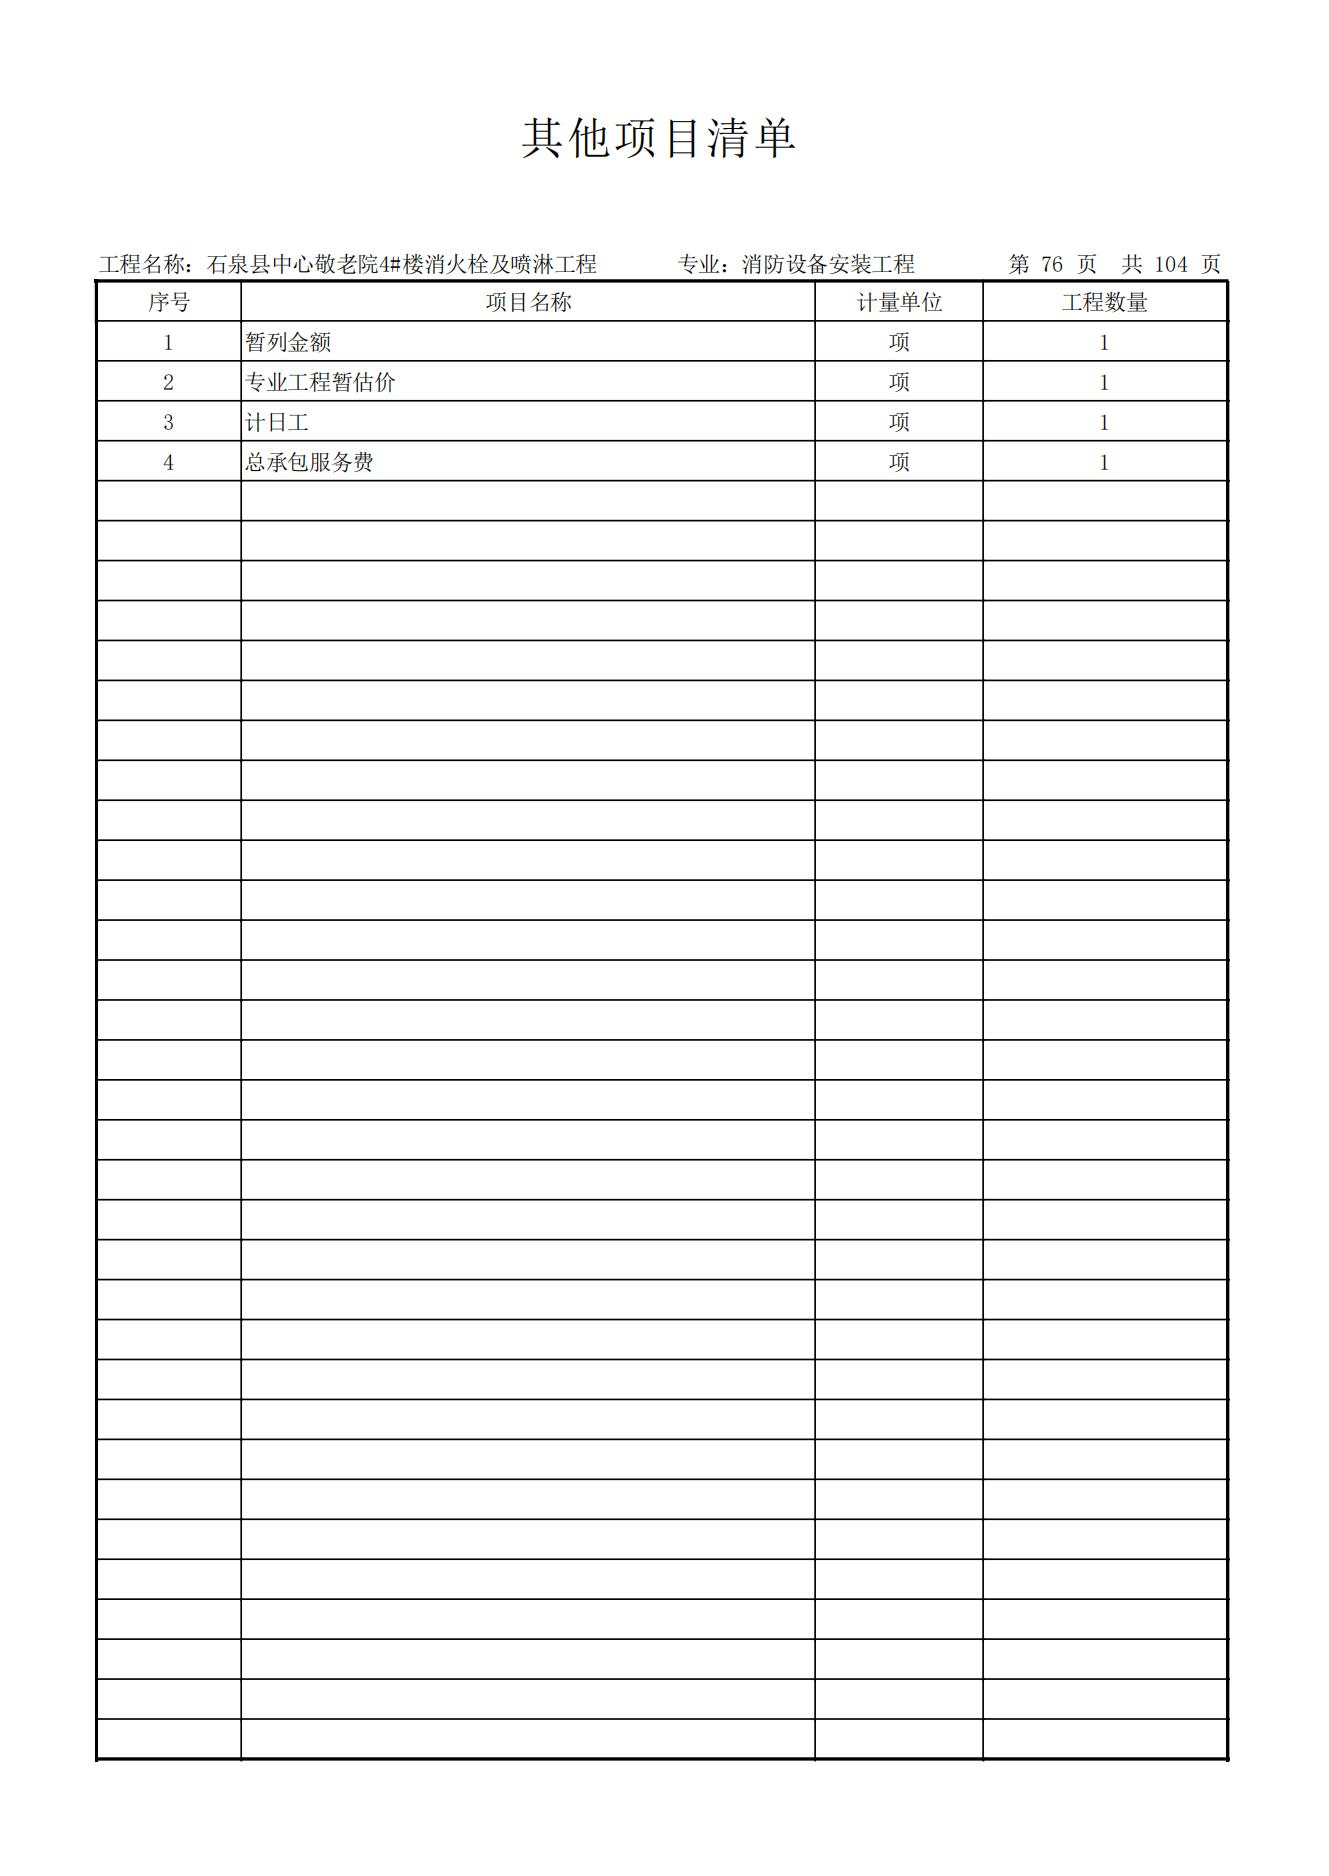 其他项目清单
工程名称：石泉县中心敬老院4#楼消火栓及喷淋工程 专业：消防设备安装工程 第 76 页 共 104 页
序号 项目名称 计量单位 工程数量
1 暂列金额 项 1
2 专业工程暂估价 项 1
3 计日工 项 1
4 总承包服务费 项 1